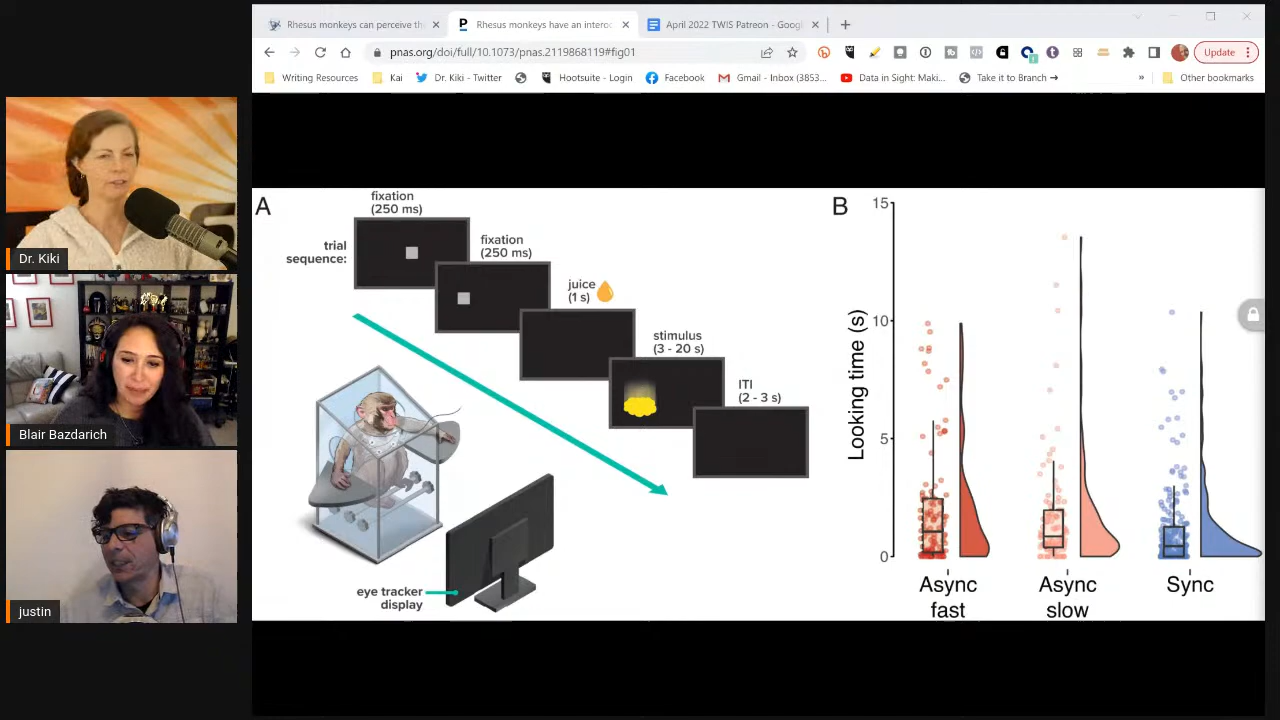 Rhesus monkeys can perceive the
Rhesus monkeys have an interoc
April 2022 TWIS Patreon - Googl
pnas.org/doi/full/10.1073/pnas.2119868119#fig01
Update
Writing Resources
Kai
Dr. Kiki - Twitter
Hootsuite - Login
Facebook
Gmail - Inbox (3853...
Data in Sight: Maki...
Take it to Branch →
»
Other bookmarks
Dr. Kiki
Blair Bazdarich
justin
A
fixation
(250 ms)
trial
sequence:
fixation
(250 ms)
juice
(1 s)
stimulus
(3 - 20 s)
ITI
(2 - 3 s)
eye tracker
display
B
Looking time (s)
15
10
5
0
Async
fast
Async
slow
Sync